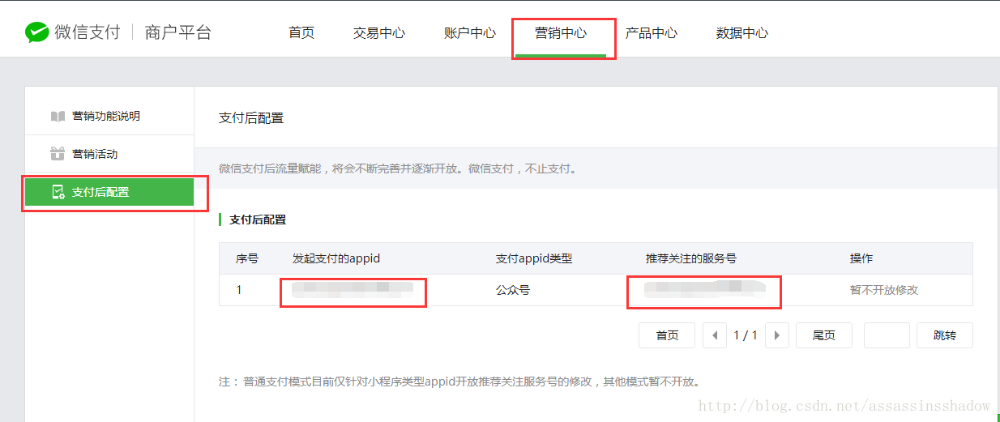 微信支付 商户平台 首页 交易中心 账户中心 营销中心 产品中心 数据中心
营销功能说明
营销活动
支付后配置
支付后配置
微信支付后流量赋能，将会不断完善并逐渐开放。微信支付，不止支付。
支付后配置
序号 发起支付的appid 支付appid类型 推荐关注的服务号 操作
1 公众号 暂不开放修改
首页 1 / 1 尾页 跳转
注： 普通支付模式目前仅针对小程序类型appid开放推荐关注服务号的修改，其他模式暂不开放。
http://blog.csdn.net/assassinsshadow